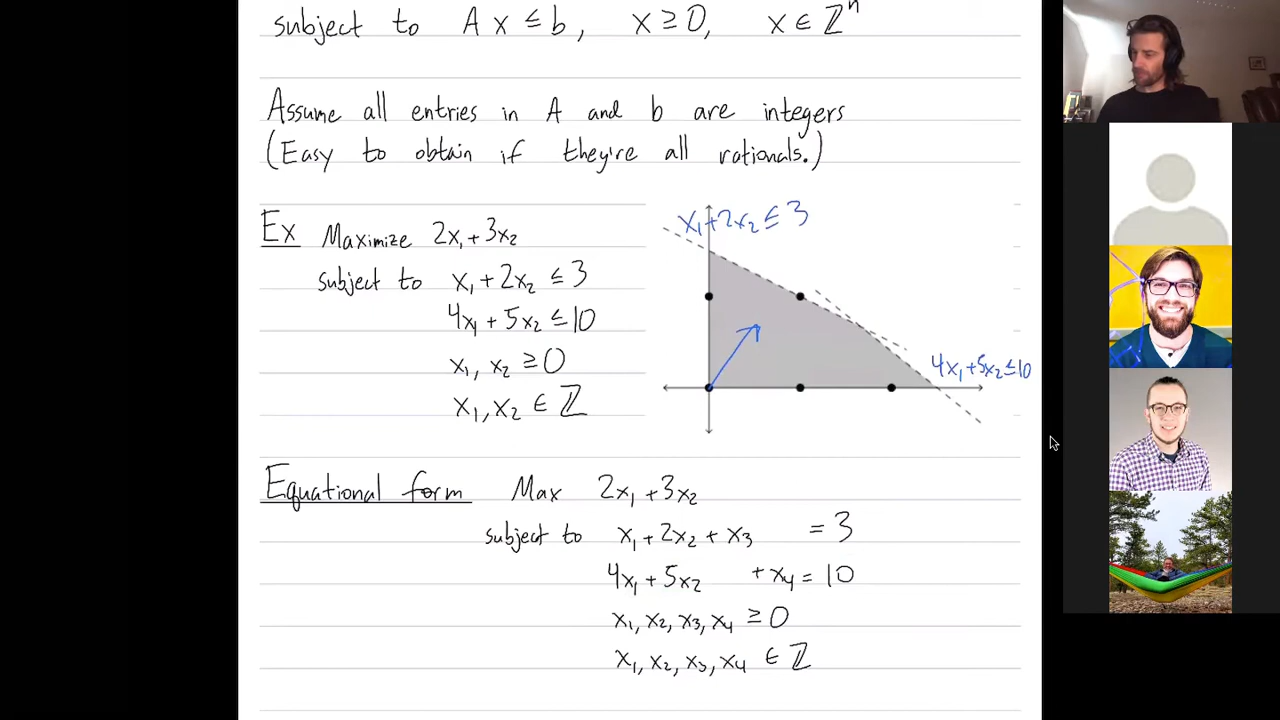 subject to A x ≤ b, x ≥ 0, x ∈ ℤⁿ
Assume all entries in A and b are integers
(Easy to obtain if they're all rationals.)
Ex Maximize 2x₁ + 3x₂
subject to x₁ + 2x₂ ≤ 3
4x₁ + 5x₂ ≤ 10
x₁, x₂ ≥ 0
x₁, x₂ ∈ ℤ
x₁ + 2x₂ ≤ 3
4x₁ + 5x₂ ≤ 10
Equational form Max 2x₁ + 3x₂
subject to x₁ + 2x₂ + x₃ = 3
4x₁ + 5x₂ + x₄ = 10
x₁, x₂, x₃, x₄ ≥ 0
x₁, x₂, x₃, x₄ ∈ ℤ